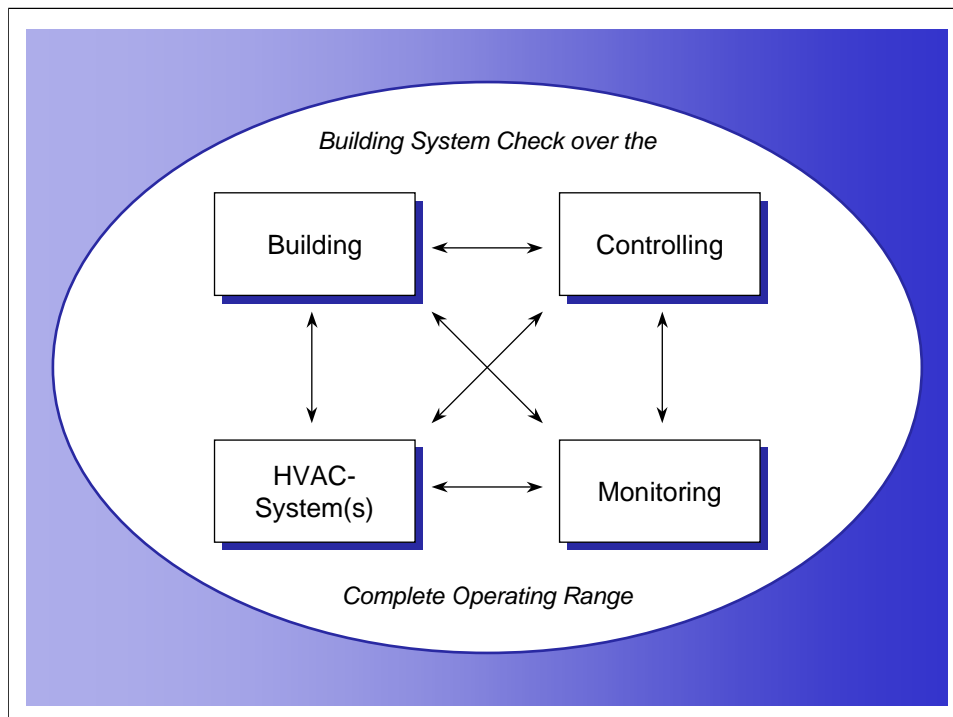 Building System Check over the
Building
Controlling
HVAC-
System(s)
Monitoring
Complete Operating Range